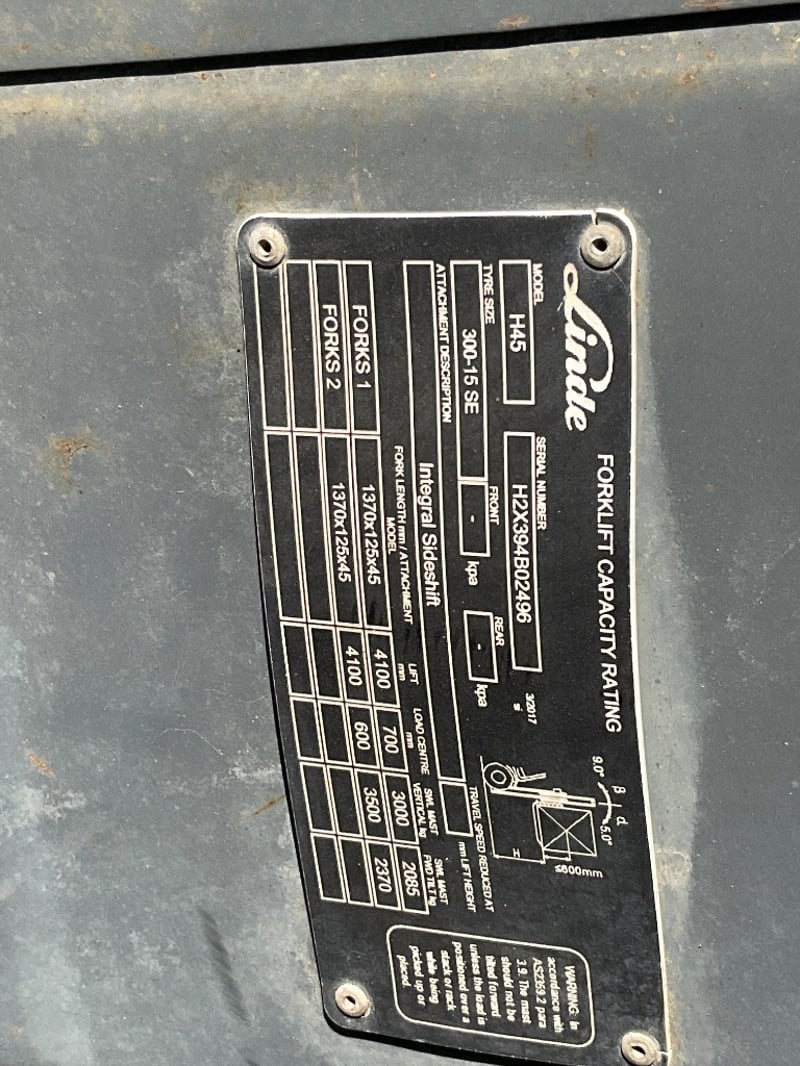 Linde
FORKLIFT CAPACITY RATING
MODEL
SERIAL NUMBER
H45
H2X394B02496
3/2017
si
TYRE SIZE
FRONT
REAR
300-15 SE
-
kpa
-
kpa
ATTACHMENT DESCRIPTION
TRAVEL SPEED REDUCED AT
Integral Sideshift
mm LIFT HEIGHT
FORK LENGTH mm / ATTACHMENT MODEL
LIFT mm
LOAD CENTRE mm
SWL MAST VERTICAL kg
SWL MAST FWD TILT kg
FORKS 1 1370x125x45 4100 700 3000 2085
FORKS 2 1370x125x45 4100 600 3500 2370
β α
9.0° 5.0°
H
≤600mm
WARNING: In
accordance with
AS2359.2 para
3.9. The mast
should not be
tilted forward
unless the load is
positioned over a
stack or rack
while being
picked up or
placed.